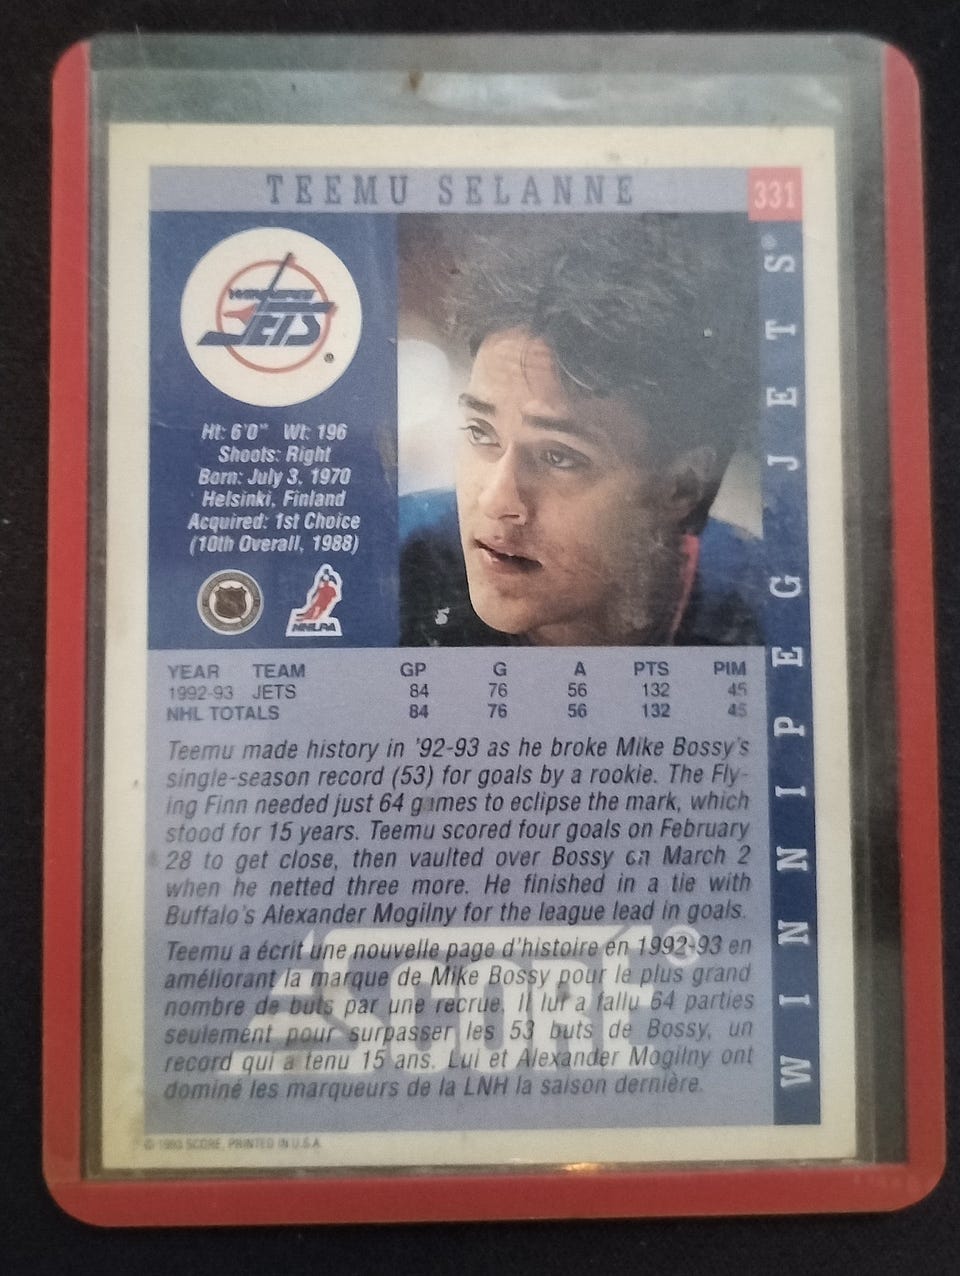 TEEMU SELANNE
331
WINNIPEG
JETS
Ht: 6'0" Wt: 196
Shoots: Right
Born: July 3, 1970
Helsinki, Finland
Acquired: 1st Choice
(10th Overall, 1988)
NHLPA
WINNIPEG JETS®
YEAR TEAM GP G A PTS PIM
1992-93 JETS 84 76 56 132 45
NHL TOTALS 84 76 56 132 45
Teemu made history in '92-93 as he broke Mike Bossy's
single-season record (53) for goals by a rookie. The Fly-
ing Finn needed just 64 games to eclipse the mark, which
stood for 15 years. Teemu scored four goals on February
28 to get close, then vaulted over Bossy on March 2
when he netted three more. He finished in a tie with
Buffalo's Alexander Mogilny for the league lead in goals.
Teemu a écrit une nouvelle page d'histoire en 1992-93 en
améliorant la marque de Mike Bossy pour le plus grand
nombre de buts par une recrue. Il lui a fallu 64 parties
seulement pour surpasser les 53 buts de Bossy, un
record qui a tenu 15 ans. Lui et Alexander Mogilny ont
dominé les marqueurs de la LNH la saison dernière.
SCORE®
© 1993 SCORE, PRINTED IN U.S.A.